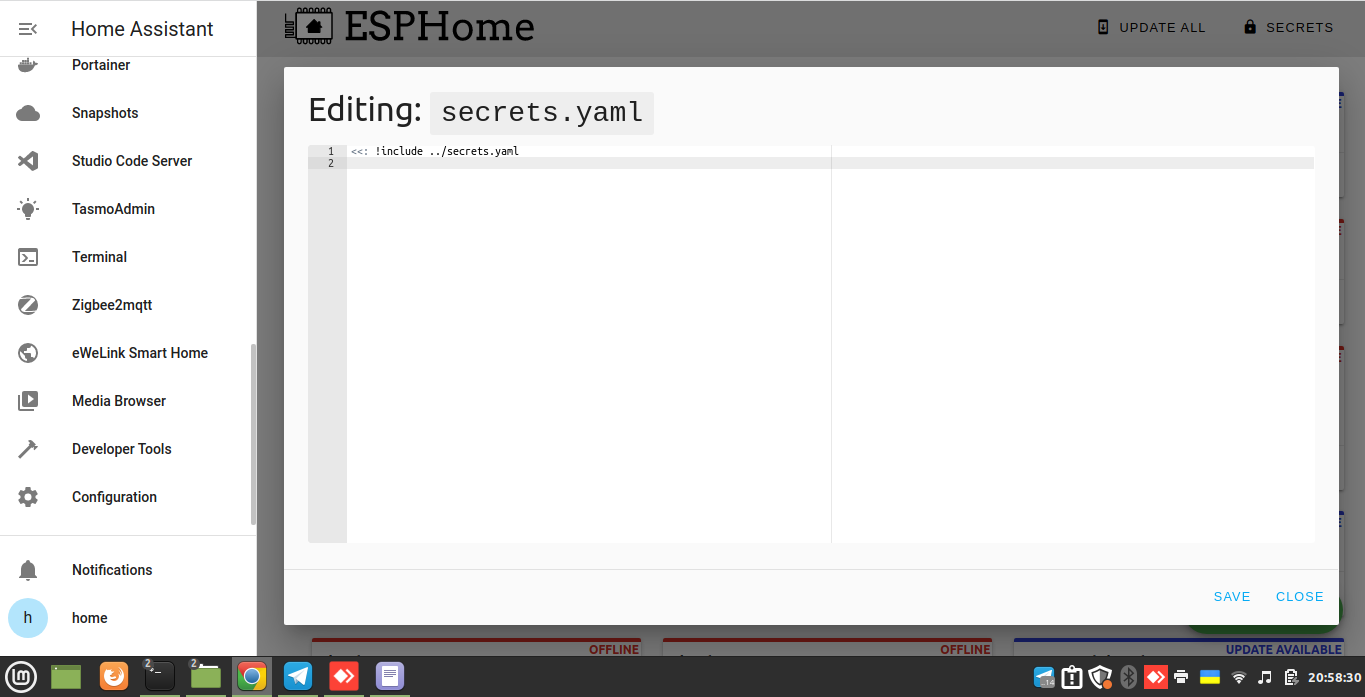 Home Assistant
Portainer
Snapshots
Studio Code Server
TasmoAdmin
Terminal
Zigbee2mqtt
eWeLink Smart Home
Media Browser
Developer Tools
Configuration
Notifications
h home
ESPHome
UPDATE ALL
SECRETS
Editing: secrets.yaml
1 <<: !include ../secrets.yaml
2
SAVE CLOSE
OFFLINE OFFLINE UPDATE AVAILABLE
2 2 14 20:58:30